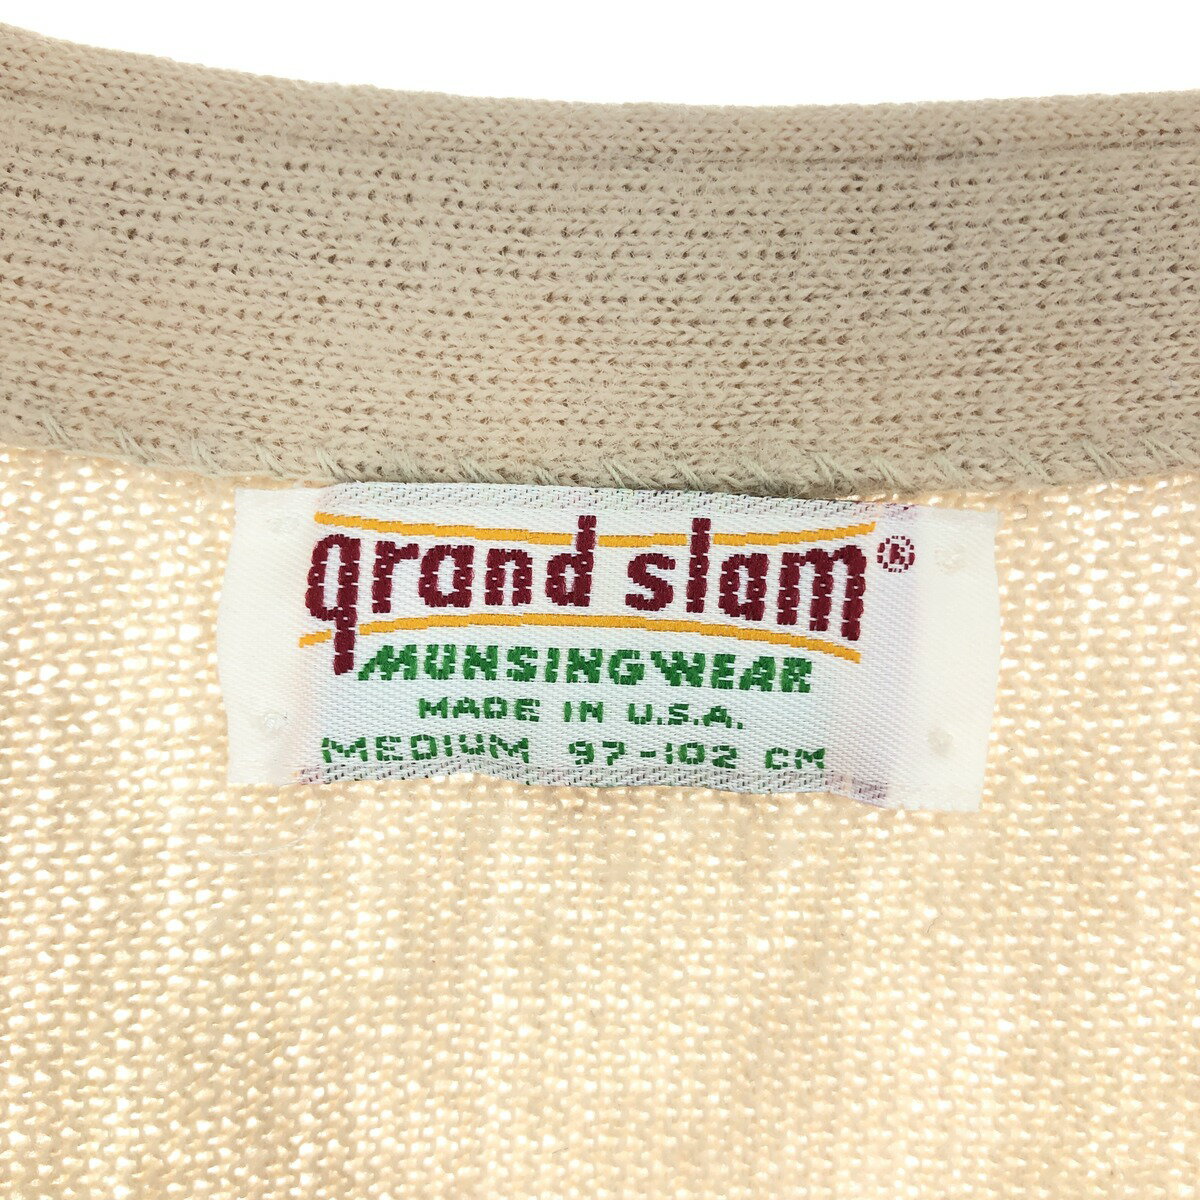 grand slam®
MUNSINGWEAR
MADE IN U.S.A.
MEDIUM 97-102 CM